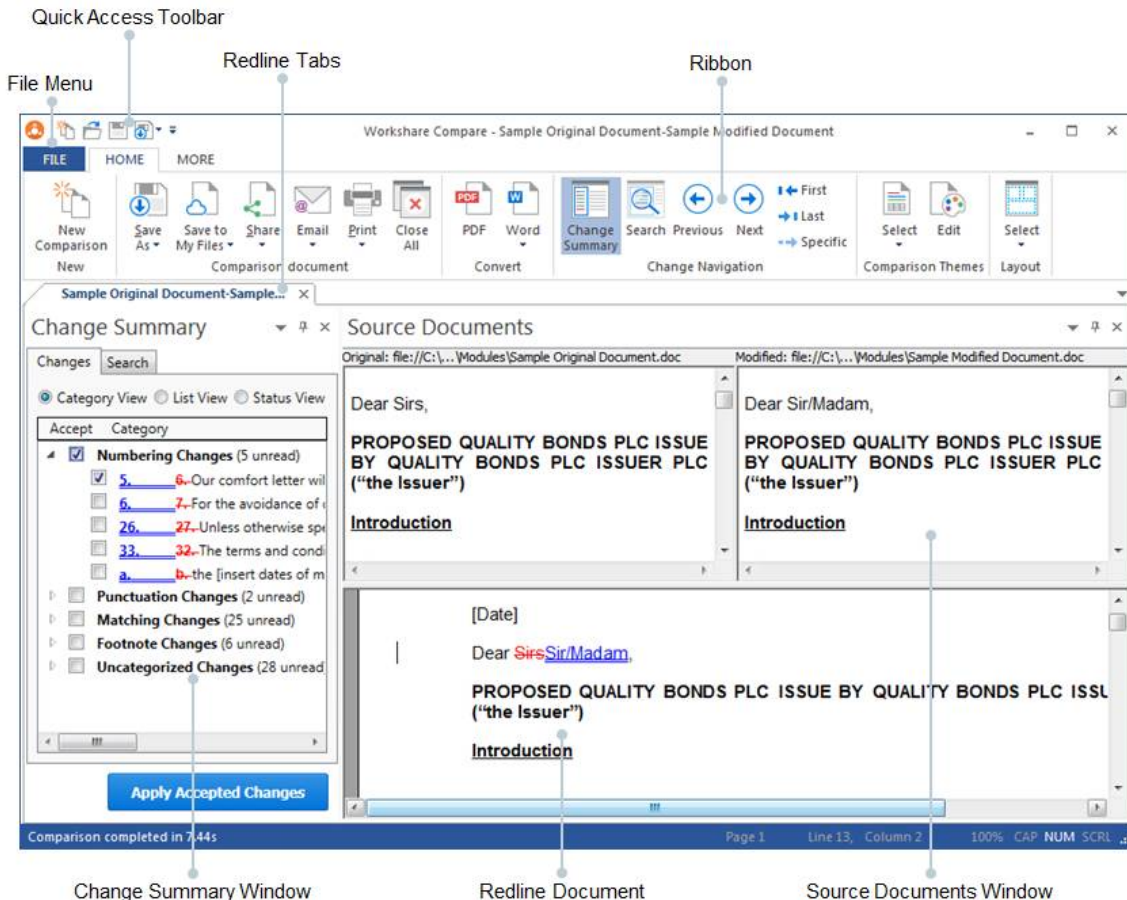 Quick Access Toolbar
Redline Tabs
Ribbon
File Menu
Workshare Compare - Sample Original Document-Sample Modified Document
FILE HOME MORE
New Comparison
Save As
Save to My Files
Share
Email
Print
Close All
PDF
Word
Change Summary
Search
Previous
Next
First
Last
Specific
Select
Edit
Select
New
Comparison document
Convert
Change Navigation
Comparison Themes
Layout
Sample Original Document-Sample...
Change Summary
Changes Search
Category View List View Status View
Accept Category
Numbering Changes (5 unread)
5. 6. Our comfort letter wil
6. 7. For the avoidance of
26. 27. Unless otherwise spe
33. 32. The terms and condi
a. b. the [insert dates of m
Punctuation Changes (2 unread)
Matching Changes (25 unread)
Footnote Changes (6 unread)
Uncategorized Changes (28 unread
Apply Accepted Changes
Source Documents
Original: file://C:\...\Modules\Sample Original Document.doc
Dear Sirs,
PROPOSED QUALITY BONDS PLC ISSUE
BY QUALITY BONDS PLC ISSUER PLC
(“the Issuer”)
Introduction
Modified: file://C:\...\Modules\Sample Modified Document.doc
Dear Sir/Madam,
PROPOSED QUALITY BONDS PLC ISSUE
BY QUALITY BONDS PLC ISSUER PLC
(“the Issuer”)
Introduction
[Date]
Dear SirsSir/Madam,
PROPOSED QUALITY BONDS PLC ISSUE BY QUALITY BONDS PLC ISSU
(“the Issuer”)
Introduction
Comparison completed in 7.44s
Page 1 Line 13, Column 2 100% CAP NUM SCRL
Change Summary Window
Redline Document
Source Documents Window